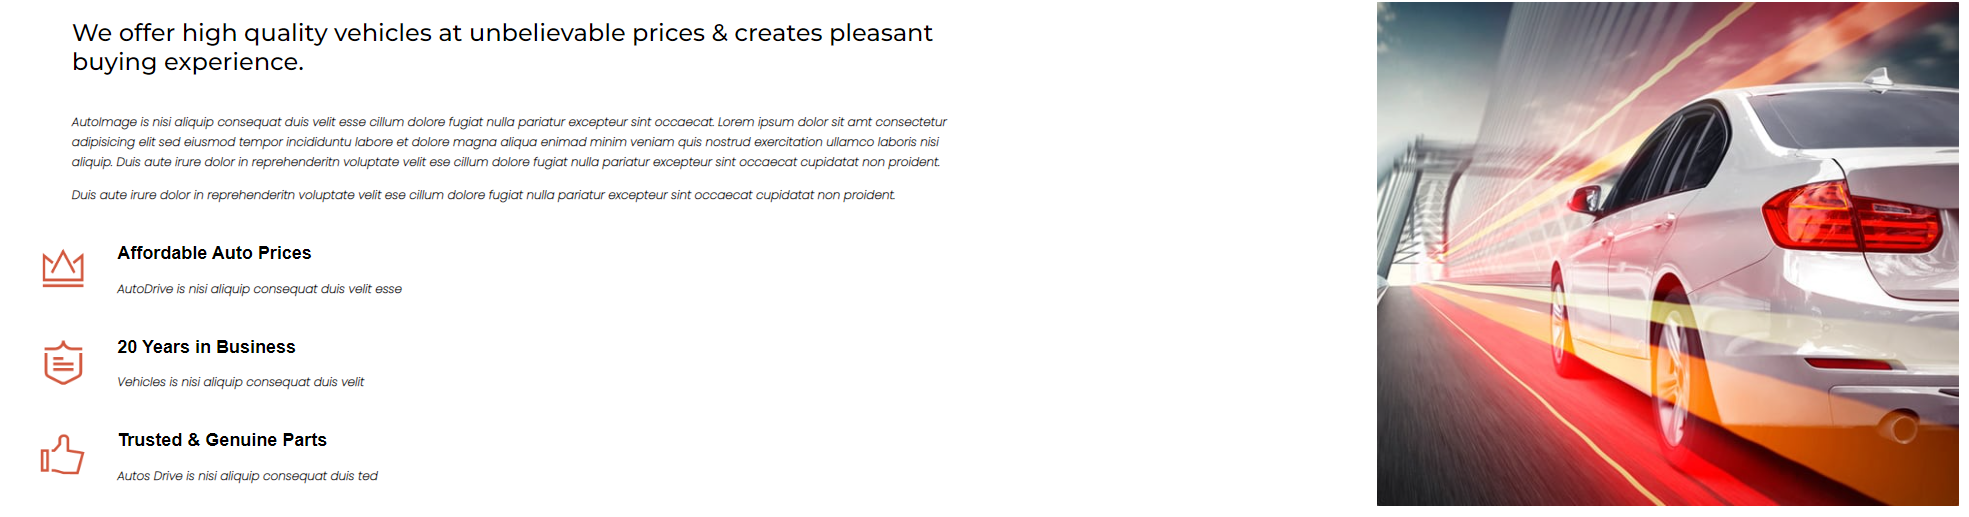 We offer high quality vehicles at unbelievable prices & creates pleasant
buying experience.
AutoImage is nisi aliquip consequat duis velit esse cillum dolore fugiat nulla pariatur excepteur sint occaecat. Lorem ipsum dolor sit amt consectetur
adipisicing elit sed eiusmod tempor incididuntu labore et dolore magna aliqua enimad minim veniam quis nostrud exercitation ullamco laboris nisi
aliquip. Duis aute irure dolor in reprehenderitn voluptate velit ese cillum dolore fugiat nulla pariatur excepteur sint occaecat cupidatat non proident.
Duis aute irure dolor in reprehenderitn voluptate velit ese cillum dolore fugiat nulla pariatur excepteur sint occaecat cupidatat non proident.
Affordable Auto Prices
AutoDrive is nisi aliquip consequat duis velit esse
20 Years in Business
Vehicles is nisi aliquip consequat duis velit
Trusted & Genuine Parts
Autos Drive is nisi aliquip consequat duis ted